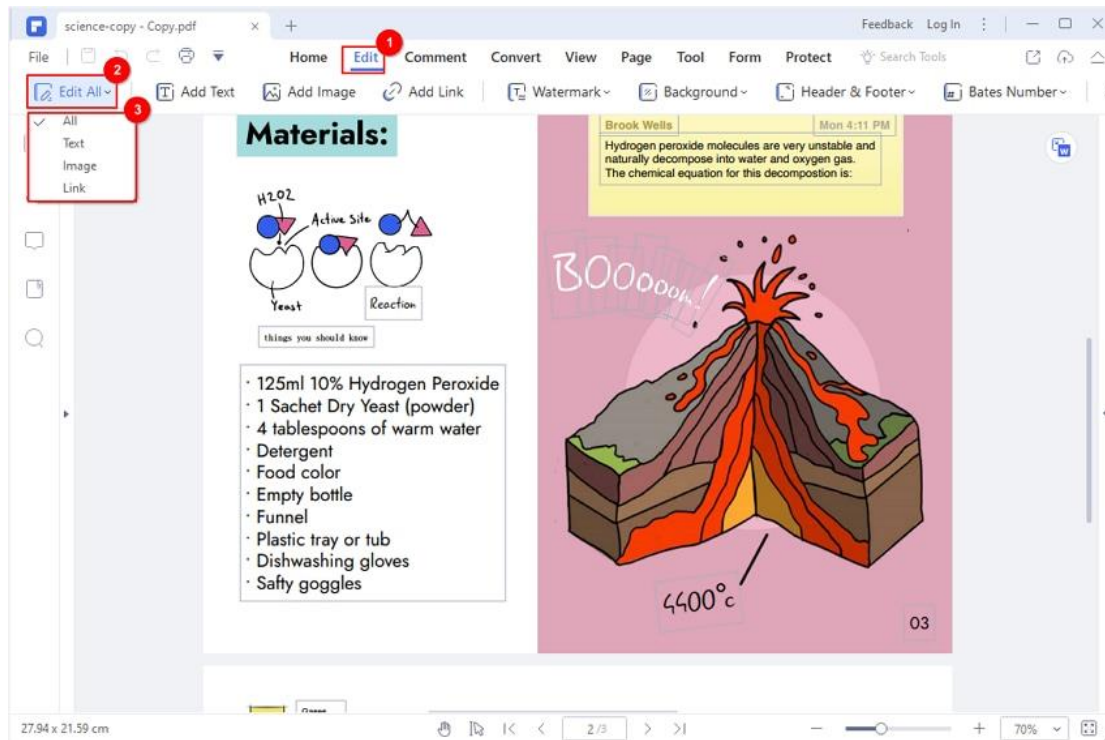 science-copy - Copy.pdf × + Feedback Log In
File Home Edit Comment Convert View Page Tool Form Protect Search Tools
1
2
Edit All Add Text Add Image Add Link Watermark Background Header & Footer Bates Number
3
All
Text
Image
Link
Materials:
H2O2
Active Site
Yeast
Reaction
things you should know
· 125ml 10% Hydrogen Peroxide
· 1 Sachet Dry Yeast (powder)
· 4 tablespoons of warm water
· Detergent
· Food color
· Empty bottle
· Funnel
· Plastic tray or tub
· Dishwashing gloves
· Safty goggles
Brook Wells Mon 4:11 PM
Hydrogen peroxide molecules are very unstable and
naturally decompose into water and oxygen gas.
The chemical equation for this decompostion is:
BOOooom!
4400°c
03
27.94 x 21.59 cm 2 /3 70%